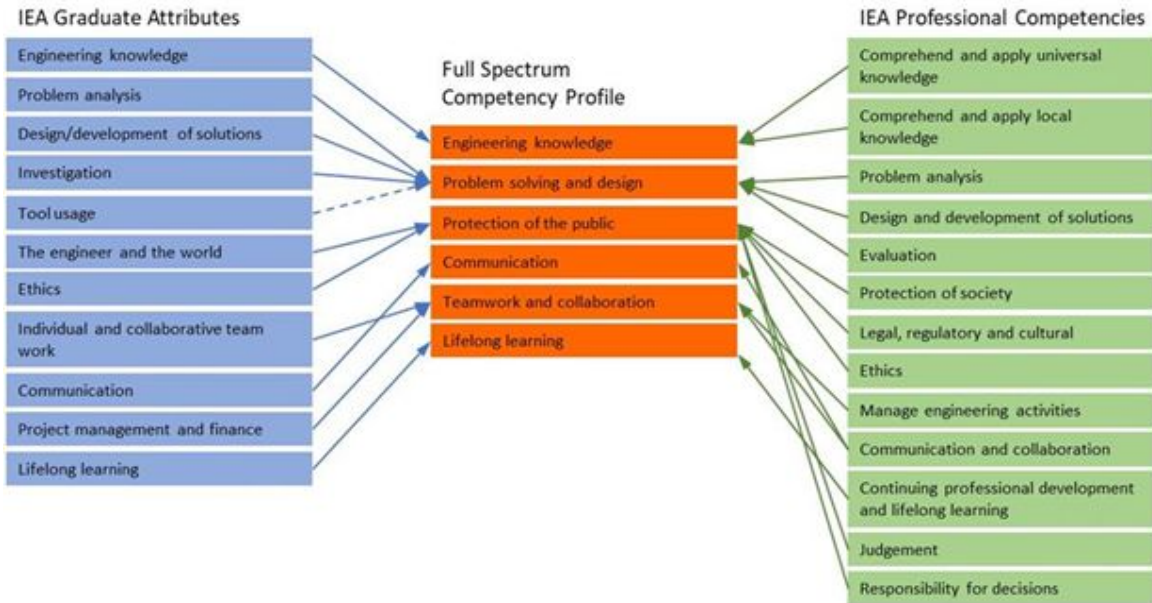 IEA Graduate Attributes
Engineering knowledge
Problem analysis
Design/development of solutions
Investigation
Tool usage
The engineer and the world
Ethics
Individual and collaborative team
work
Communication
Project management and finance
Lifelong learning
Full Spectrum
Competency Profile
Engineering knowledge
Problem solving and design
Protection of the public
Communication
Teamwork and collaboration
Lifelong learning
IEA Professional Competencies
Comprehend and apply universal
knowledge
Comprehend and apply local
knowledge
Problem analysis
Design and development of solutions
Evaluation
Protection of society
Legal, regulatory and cultural
Ethics
Manage engineering activities
Communication and collaboration
Continuing professional development
and lifelong learning
Judgement
Responsibility for decisions